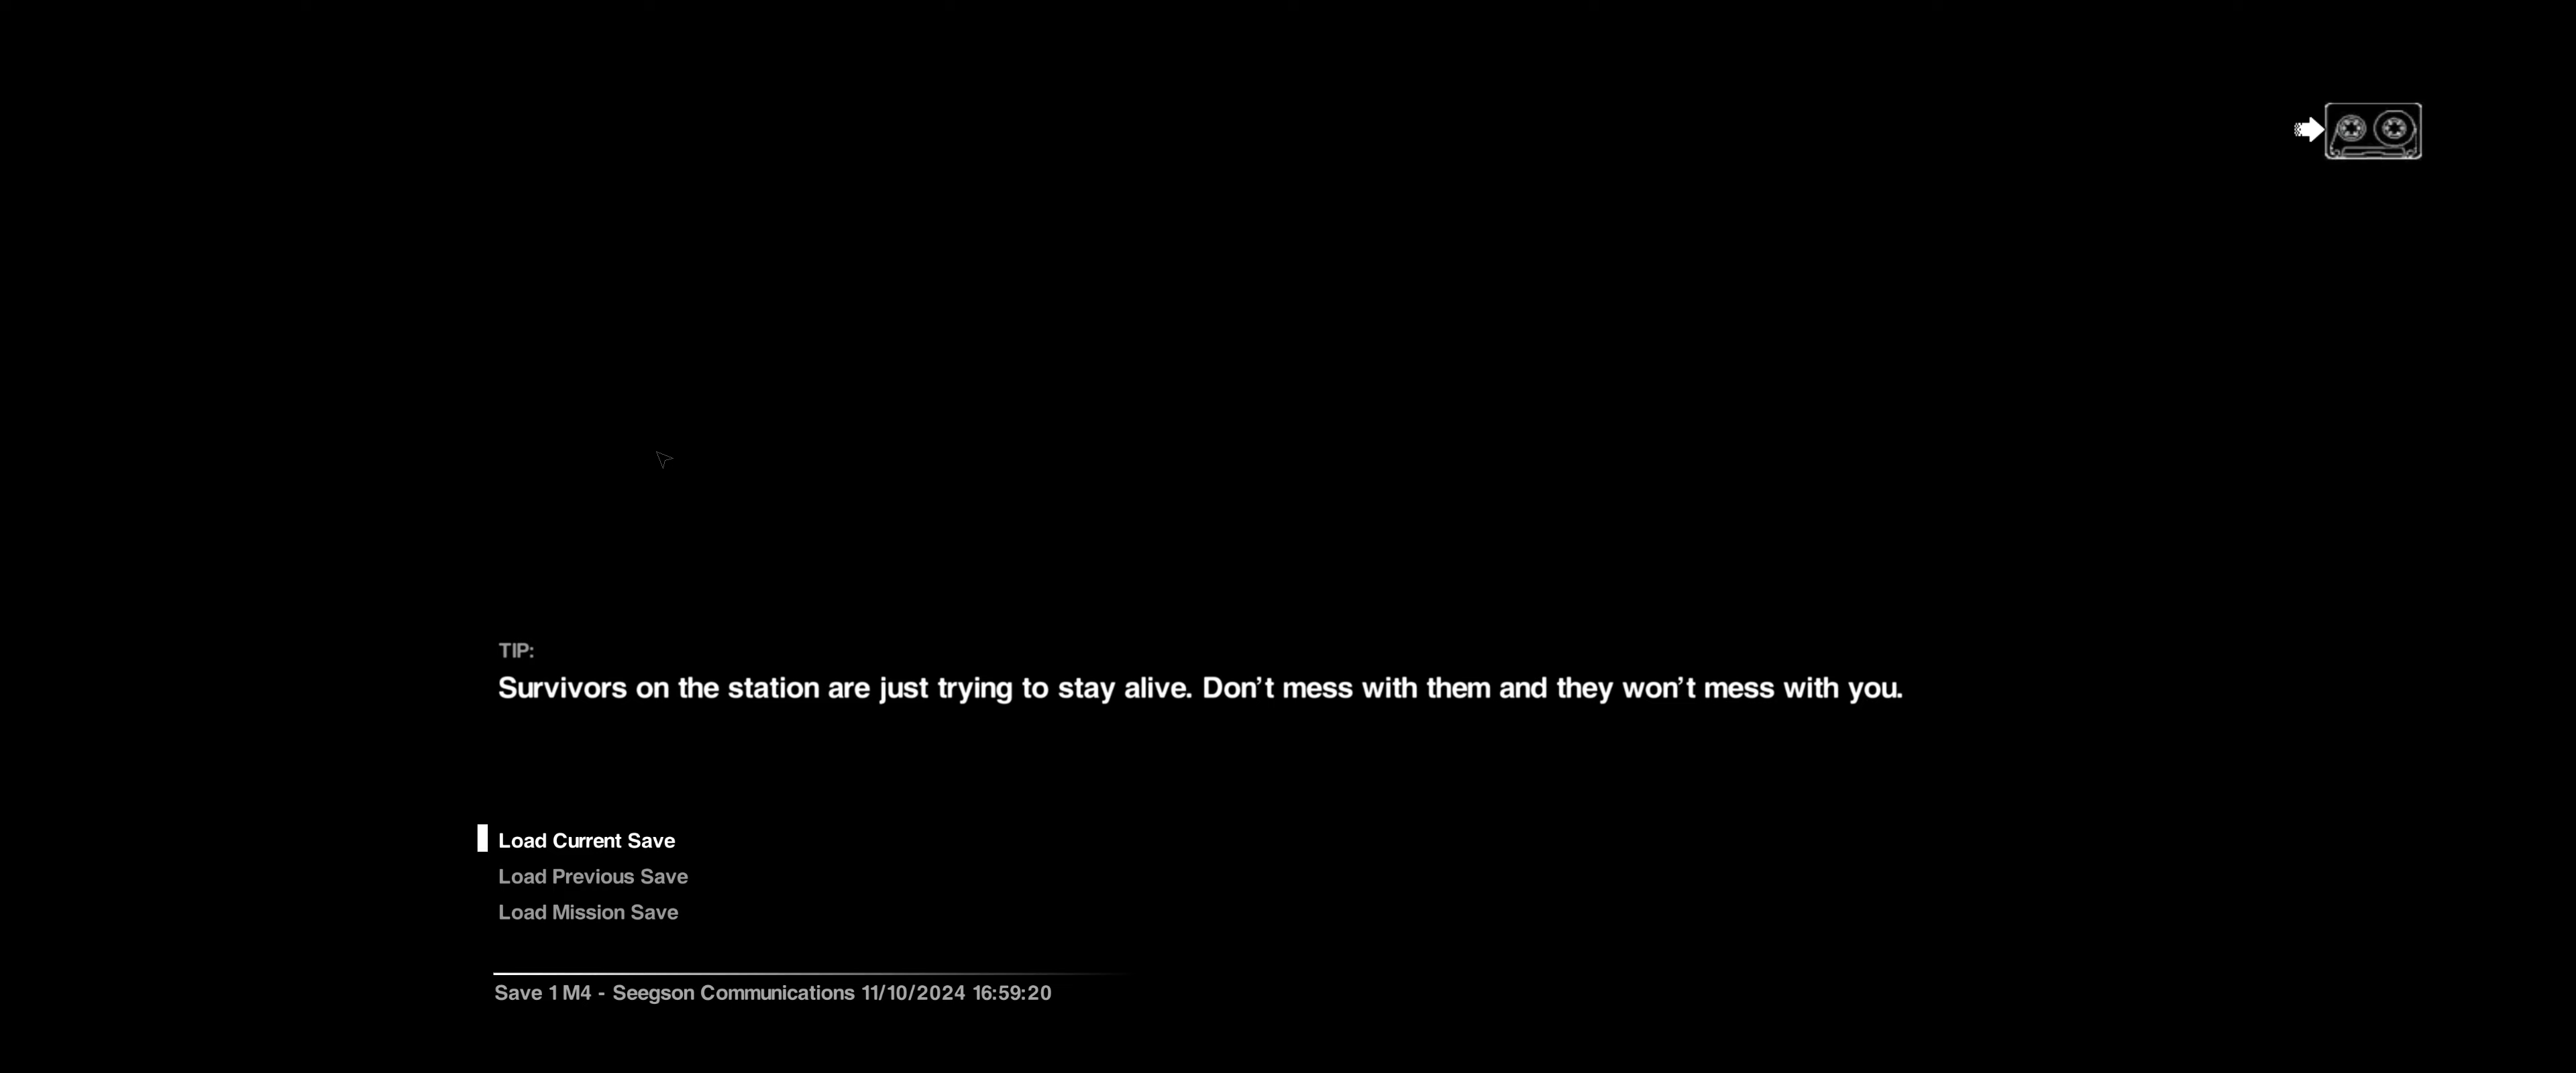 TIP:
Survivors on the station are just trying to stay alive. Don’t mess with them and they won’t mess with you.
Load Current Save
Load Previous Save
Load Mission Save
Save 1 M4 - Seegson Communications 11/10/2024 16:59:20